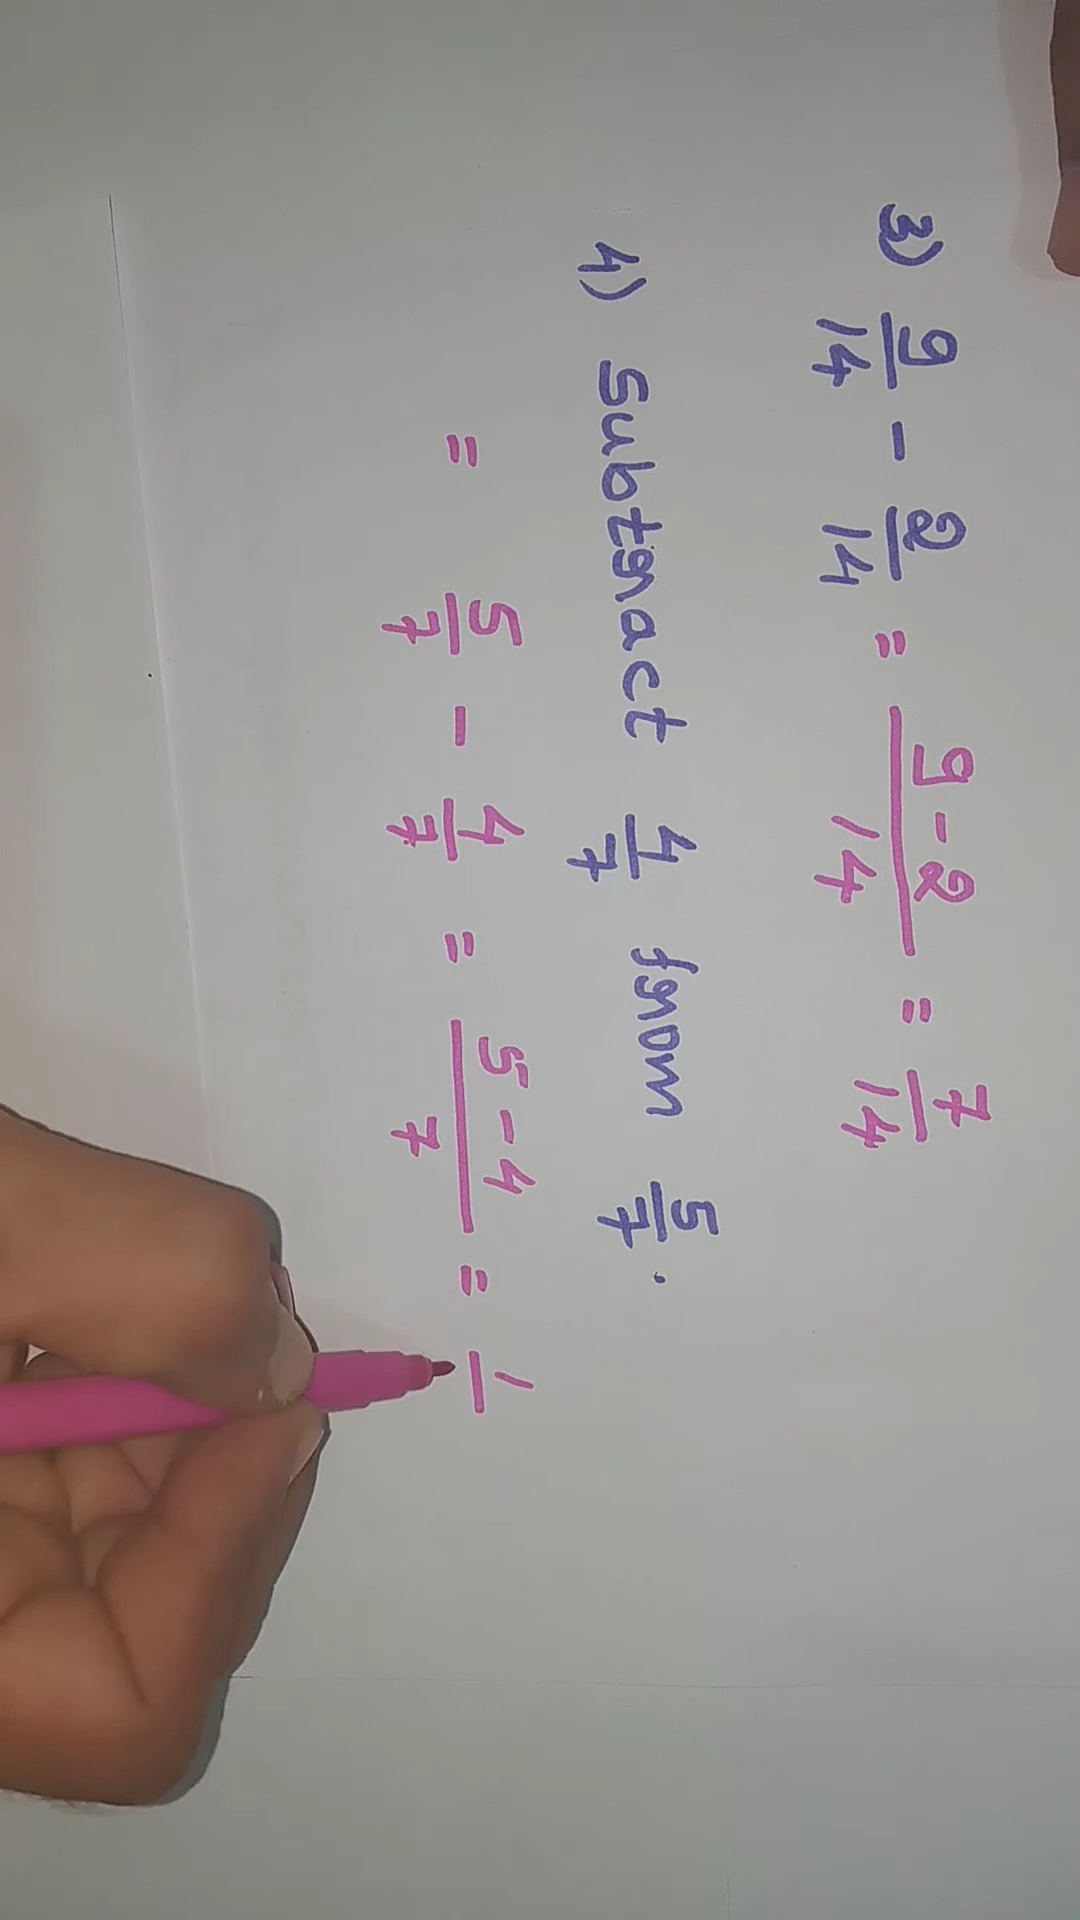 3) 9/14 - 2/14 = 9-2/14 = 7/14
4) Subtract 4/7 from 5/7.
= 5/7 - 4/7 = 5-4/7 = 1/